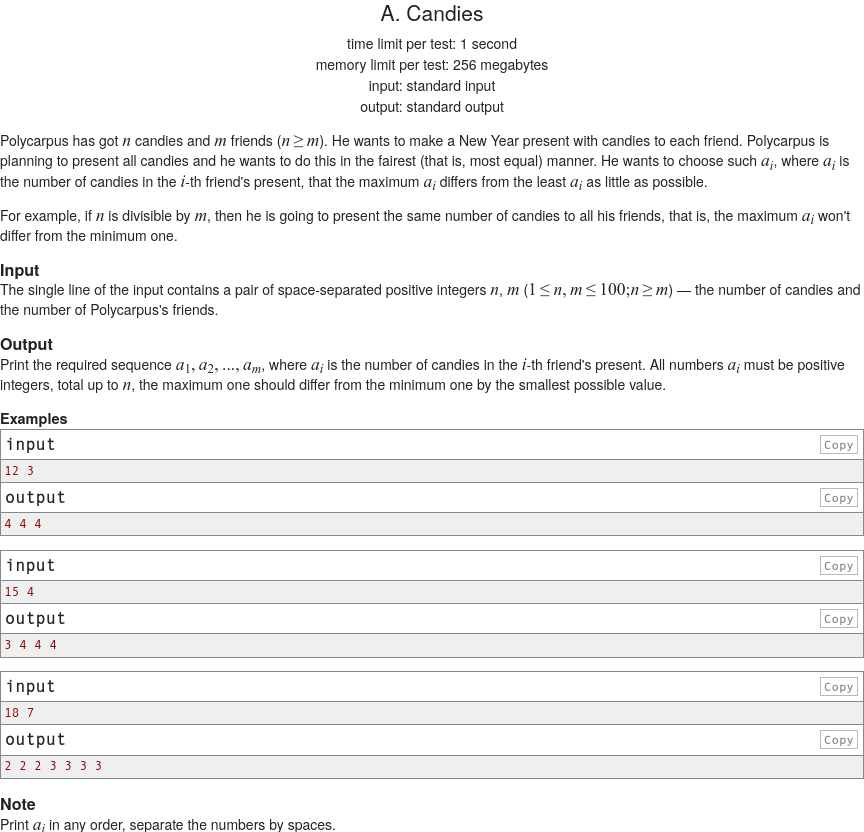 A. Candies
time limit per test: 1 second
memory limit per test: 256 megabytes
input: standard input
output: standard output
Polycarpus has got n candies and m friends (n ≥ m). He wants to make a New Year present with candies to each friend. Polycarpus is
planning to present all candies and he wants to do this in the fairest (that is, most equal) manner. He wants to choose such a_i, where a_i is
the number of candies in the i-th friend's present, that the maximum a_i differs from the least a_i as little as possible.
For example, if n is divisible by m, then he is going to present the same number of candies to all his friends, that is, the maximum a_i won't
differ from the minimum one.
Input
The single line of the input contains a pair of space-separated positive integers n, m (1 ≤ n, m ≤ 100;n ≥ m) — the number of candies and
the number of Polycarpus's friends.
Output
Print the required sequence a_1, a_2, ..., a_m, where a_i is the number of candies in the i-th friend's present. All numbers a_i must be positive
integers, total up to n, the maximum one should differ from the minimum one by the smallest possible value.
Examples
input Copy
12 3
output Copy
4 4 4
input Copy
15 4
output Copy
3 4 4 4
input Copy
18 7
output Copy
2 2 2 3 3 3 3
Note
Print a_i in any order, separate the numbers by spaces.